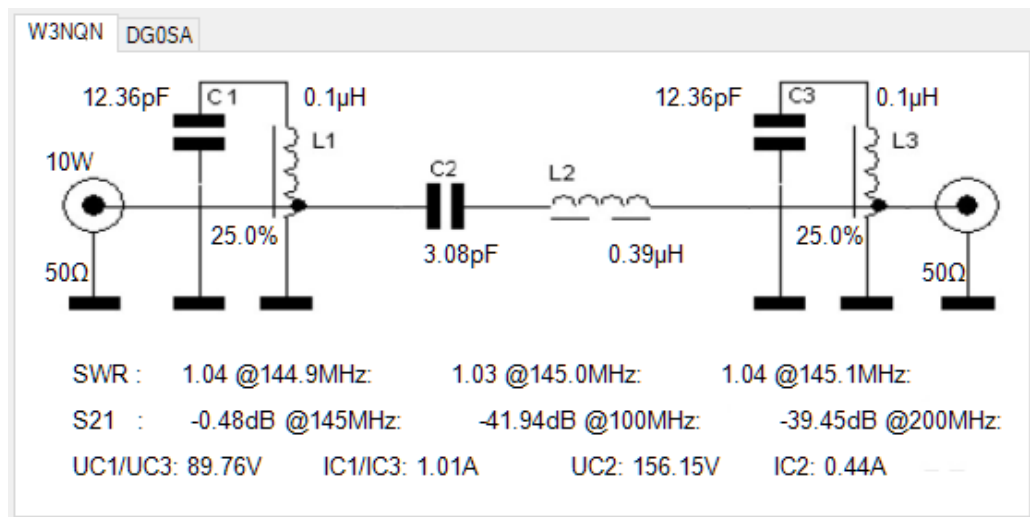 W3NQN DG0SA
12.36pF C1 0.1µH 12.36pF C3 0.1µH
L1 L3
10W C2 L2
25.0% 25.0%
3.08pF 0.39µH
50Ω 50Ω
SWR : 1.04 @144.9MHz: 1.03 @145.0MHz: 1.04 @145.1MHz:
S21 : -0.48dB @145MHz: -41.94dB @100MHz: -39.45dB @200MHz:
UC1/UC3: 89.76V IC1/IC3: 1.01A UC2: 156.15V IC2: 0.44A